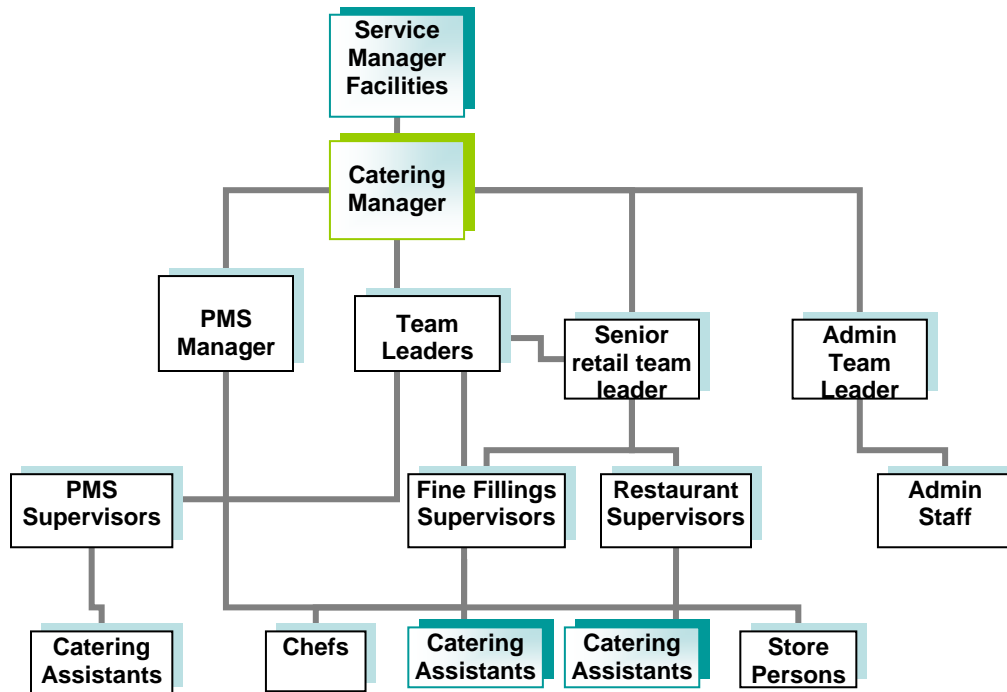 Service
Manager
Facilities
Catering
Manager
PMS
Manager
Team
Leaders
Senior
retail team
leader
Admin
Team
Leader
PMS
Supervisors
Fine Fillings
Supervisors
Restaurant
Supervisors
Admin
Staff
Catering
Assistants
Chefs
Catering
Assistants
Catering
Assistants
Store
Persons